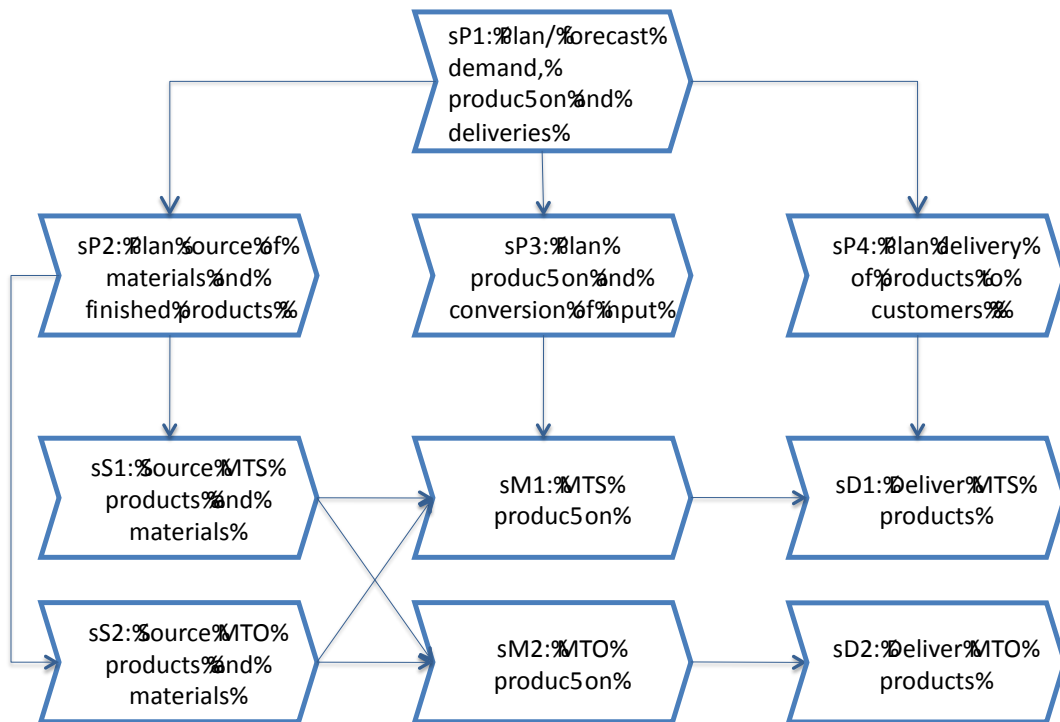 sP1:%Plan/%forecast%
demand,%
produc5on%and%
deliveries%
sP2:%Plan%source%of%
materials%and%
finished%products%%
sP3:%Plan%
produc5on%and%
conversion%of%input%
sP4:%Plan%delivery%
of%products%to%
customers%%
sS1:%Source%MTS%
products%and%
materials%
sM1:%MTS%
produc5on%
sD1:%Deliver%MTS%
products%
sS2:%Source%MTO%
products%and%
materials%
sM2:%MTO%
produc5on%
sD2:%Deliver%MTO%
products%